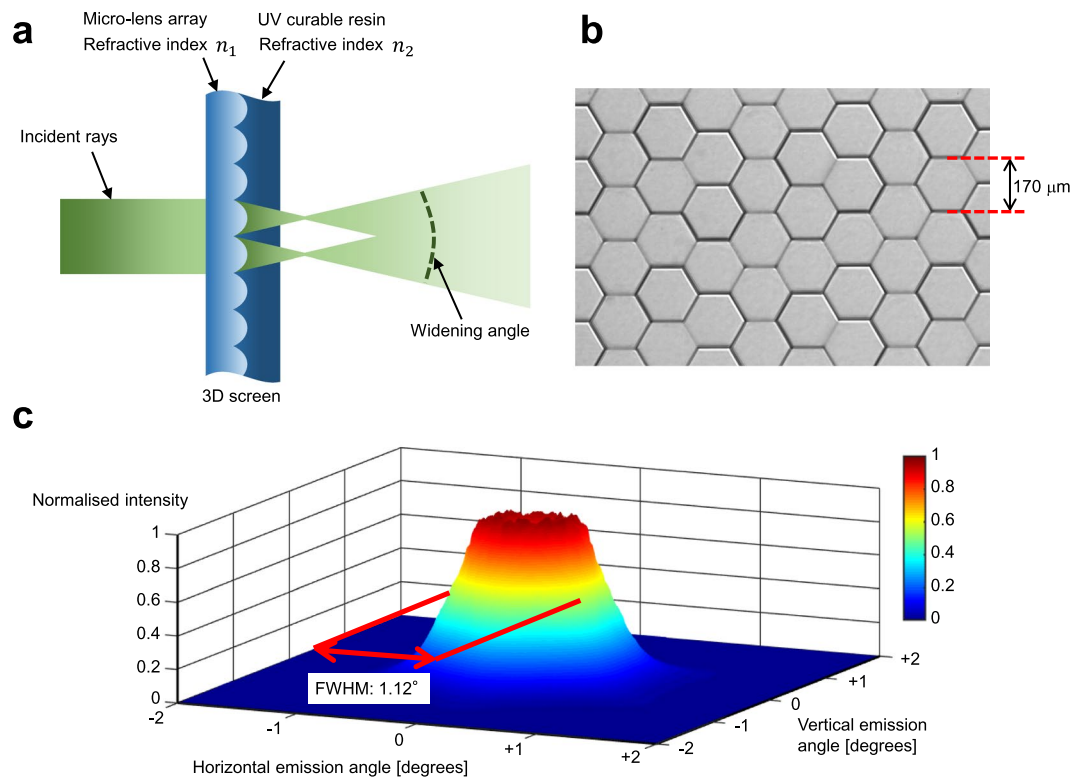 a
Micro-lens array
Refractive index n₁
UV curable resin
Refractive index n₂
Incident rays
Widening angle
3D screen
b
170 μm
c
Normalised intensity
1
0.8
0.6
0.4
0.2
0
-2
-1
0
+1
+2
Horizontal emission angle [degrees]
-2
-1
0
+1
+2
Vertical emission
angle [degrees]
FWHM: 1.12°
1
0.8
0.6
0.4
0.2
0